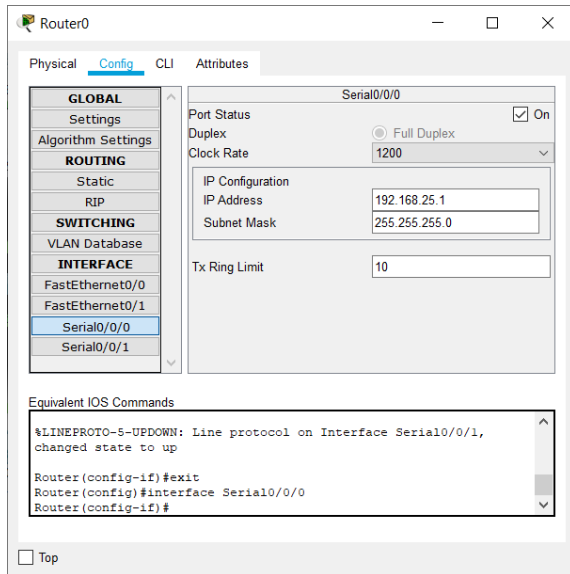 Router0
Physical Config CLI Attributes
GLOBAL
Settings
Algorithm Settings
ROUTING
Static
RIP
SWITCHING
VLAN Database
INTERFACE
FastEthernet0/0
FastEthernet0/1
Serial0/0/0
Serial0/0/1
Serial0/0/0
Port Status On
Duplex Full Duplex
Clock Rate 1200
IP Configuration
IP Address 192.168.25.1
Subnet Mask 255.255.255.0
Tx Ring Limit 10
Equivalent IOS Commands
%LINEPROTO-5-UPDOWN: Line protocol on Interface Serial0/0/1,
changed state to up
Router(config-if)#exit
Router(config)#interface Serial0/0/0
Router(config-if)#
Top